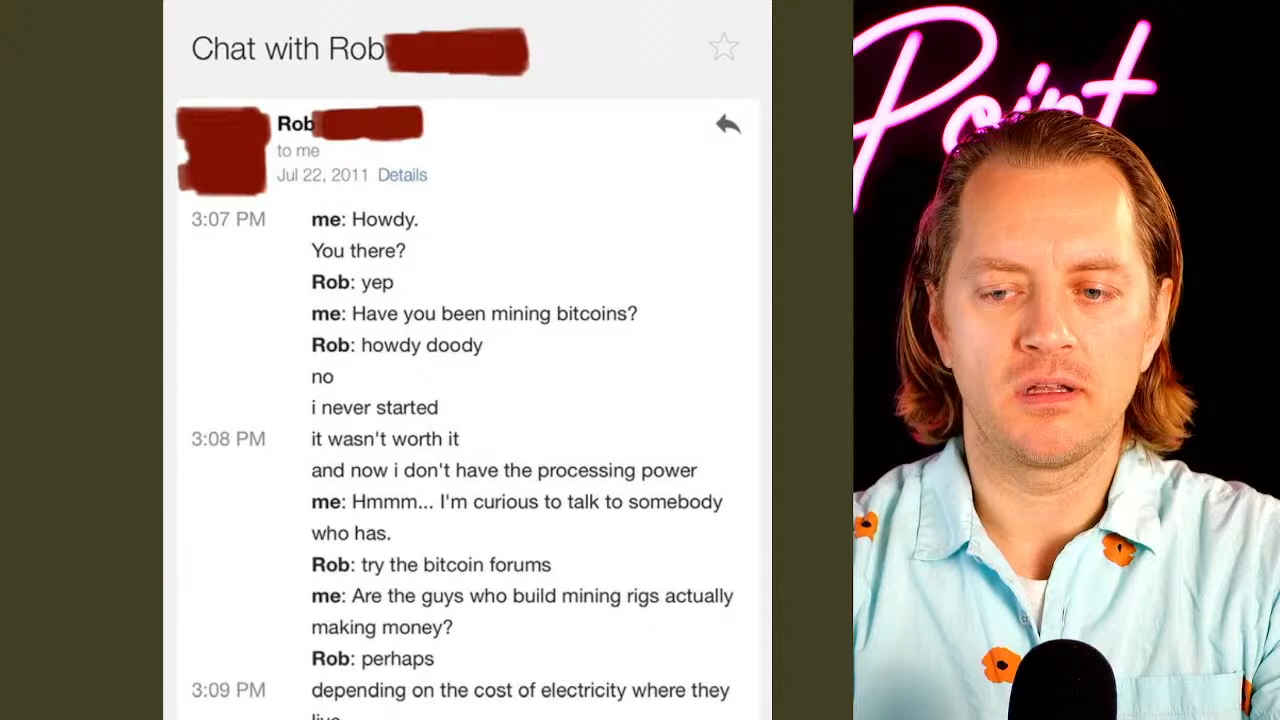 Chat with Rob
Rob
to me
Jul 22, 2011 Details
3:07 PM me: Howdy.
You there?
Rob: yep
me: Have you been mining bitcoins?
Rob: howdy doody
no
i never started
3:08 PM it wasn't worth it
and now i don't have the processing power
me: Hmmm... I'm curious to talk to somebody
who has.
Rob: try the bitcoin forums
me: Are the guys who build mining rigs actually
making money?
Rob: perhaps
3:09 PM depending on the cost of electricity where they
live
Point